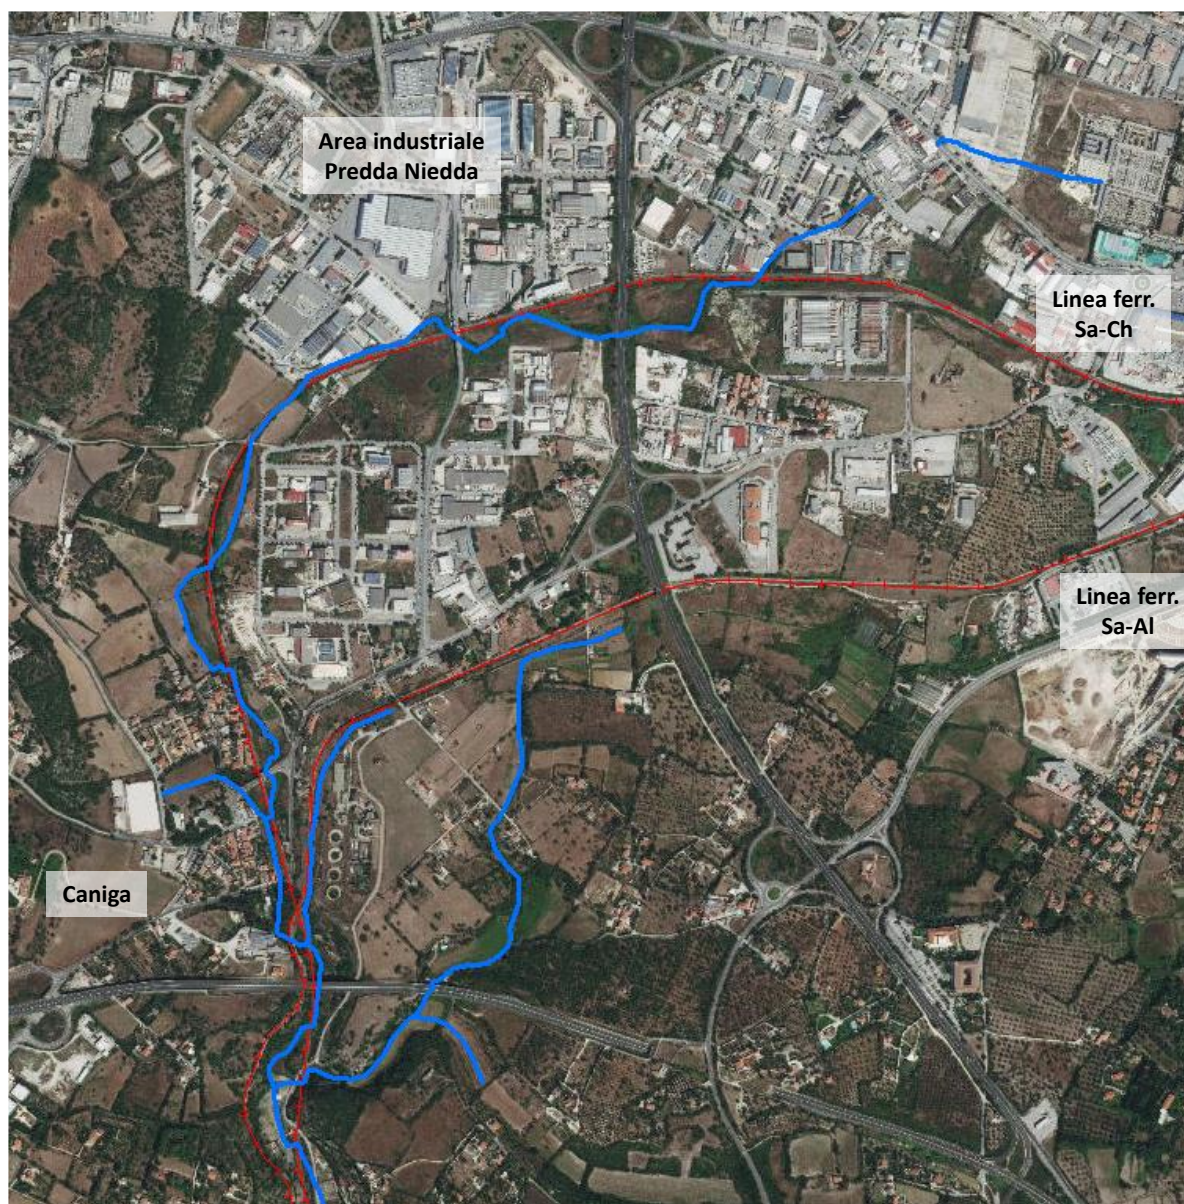 Area industriale
Predda Niedda
Linea ferr.
Sa-Ch
Linea ferr.
Sa-Al
Caniga